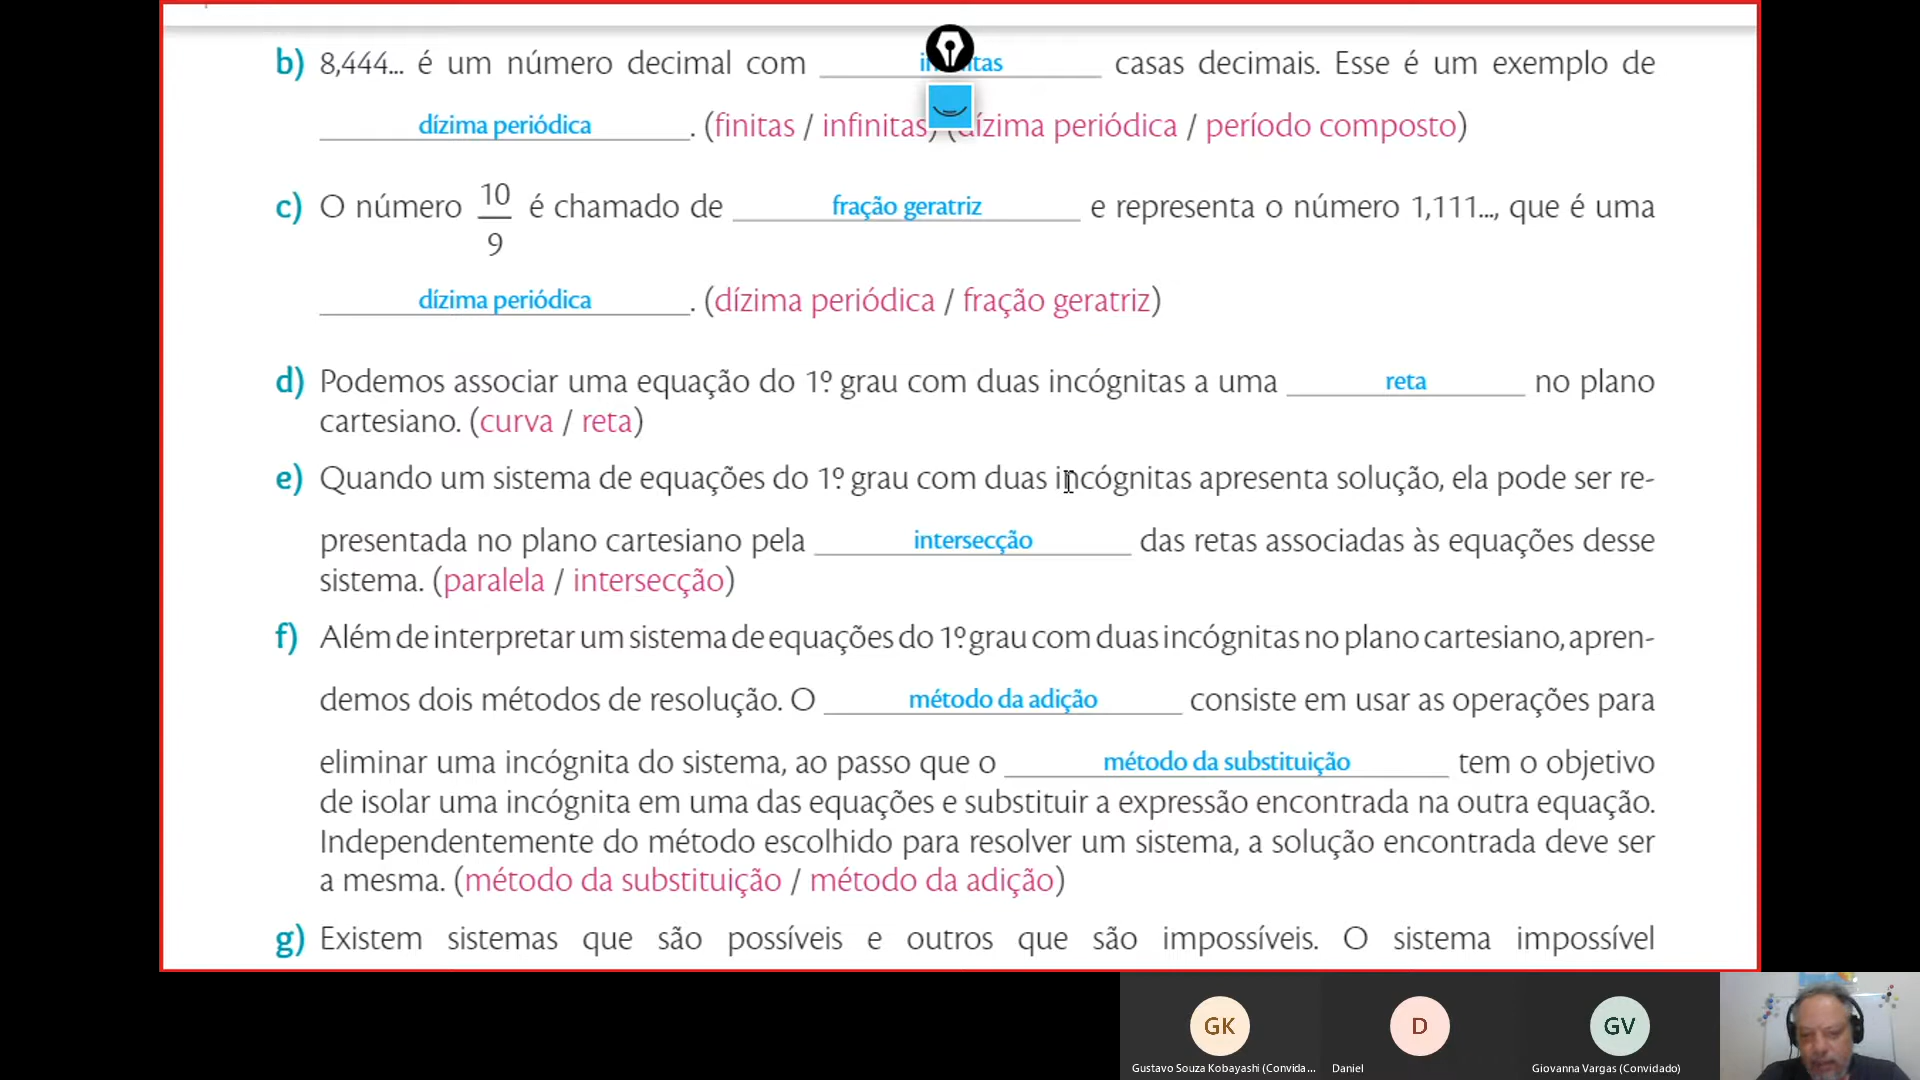 b) 8,444... é um número decimal com casas decimais. Esse é um exemplo de
dízima periódica. (finitas / infinitas) (dízima periódica / período composto)
c) O número 10/9 é chamado de fração geratriz e representa o número 1,111..., que é uma
dízima periódica. (dízima periódica / fração geratriz)
d) Podemos associar uma equação do 1º grau com duas incógnitas a uma reta no plano
cartesiano. (curva / reta)
e) Quando um sistema de equações do 1º grau com duas incógnitas apresenta solução, ela pode ser re-
presentada no plano cartesiano pela intersecção das retas associadas às equações desse
sistema. (paralela / intersecção)
f) Além de interpretar um sistema de equações do 1º grau com duas incógnitas no plano cartesiano, apren-
demos dois métodos de resolução. O método da adição consiste em usar as operações para
eliminar uma incógnita do sistema, ao passo que o método da substituição tem o objetivo
de isolar uma incógnita em uma das equações e substituir a expressão encontrada na outra equação.
Independentemente do método escolhido para resolver um sistema, a solução encontrada deve ser
a mesma. (método da substituição / método da adição)
g) Existem sistemas que são possíveis e outros que são impossíveis. O sistema impossível
GK D GV
Gustavo Souza Kobayashi (Convida... Daniel Giovanna Vargas (Convidado)